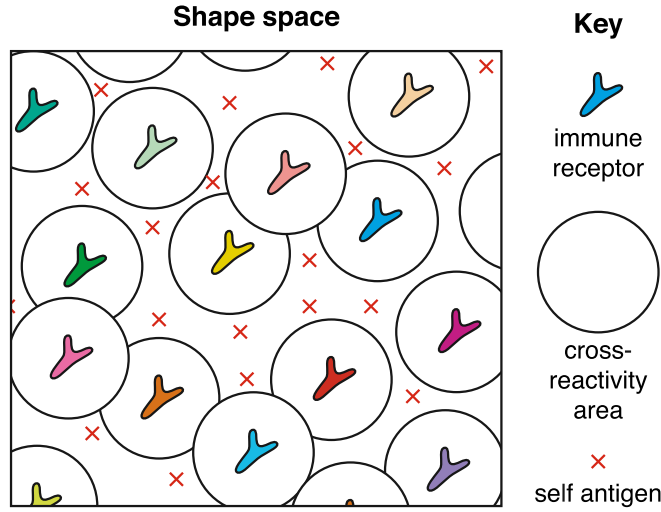 Shape space
Key
immune
receptor
cross-
reactivity
area
self antigen